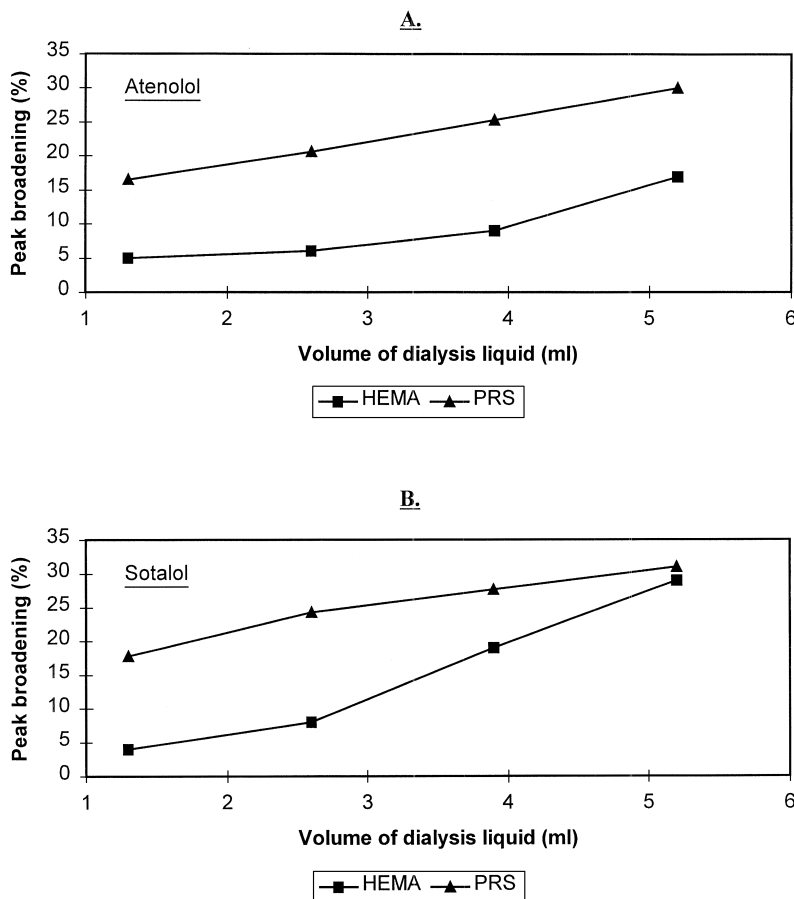 A.
35
30
25
20
15
10
5
0
Peak broadening (%)
Atenolol
1 2 3 4 5 6
Volume of dialysis liquid (ml)
HEMA PRS
B.
35
30
25
20
15
10
5
0
Peak broadening (%)
Sotalol
1 2 3 4 5 6
Volume of dialysis liquid (ml)
HEMA PRS